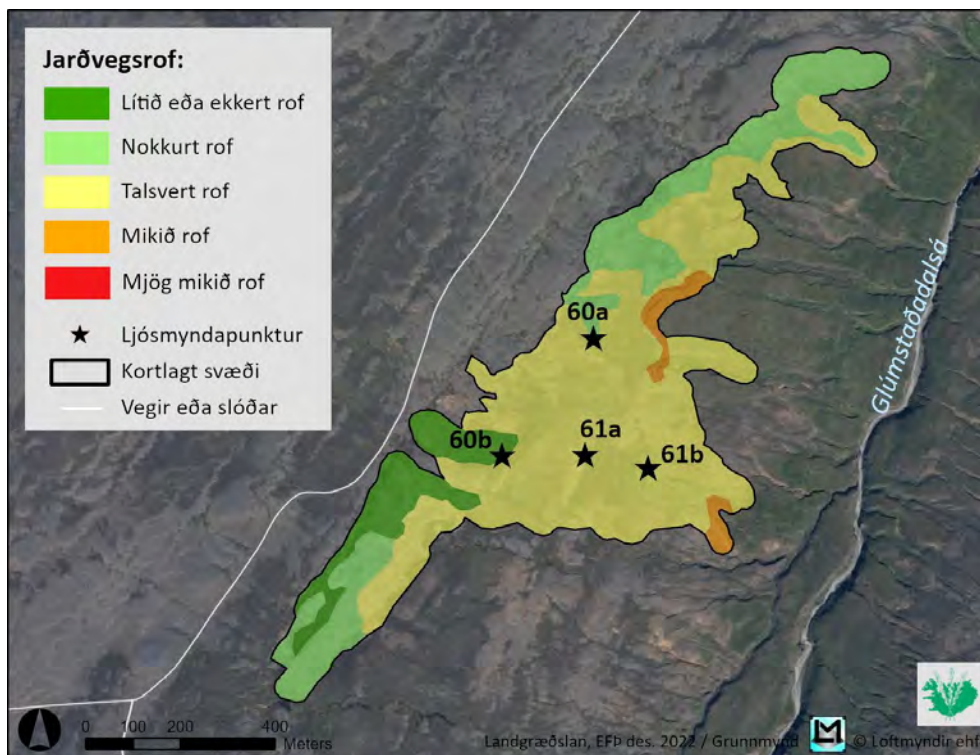 Jarðvegsrof:
Lítið eða ekkert rof
Nokkurt rof
Talsvert rof
Mikið rof
Mjög mikið rof
Ljósmyndapunktur
Kortlagt svæði
Vegir eða slóðar
60a
60b
61a
61b
Glúmstaðadalsá
0 100 200 400
Meters
Landgræðslan, EFÞ des. 2022 / Grunnmynd
© Loftmyndir ehf